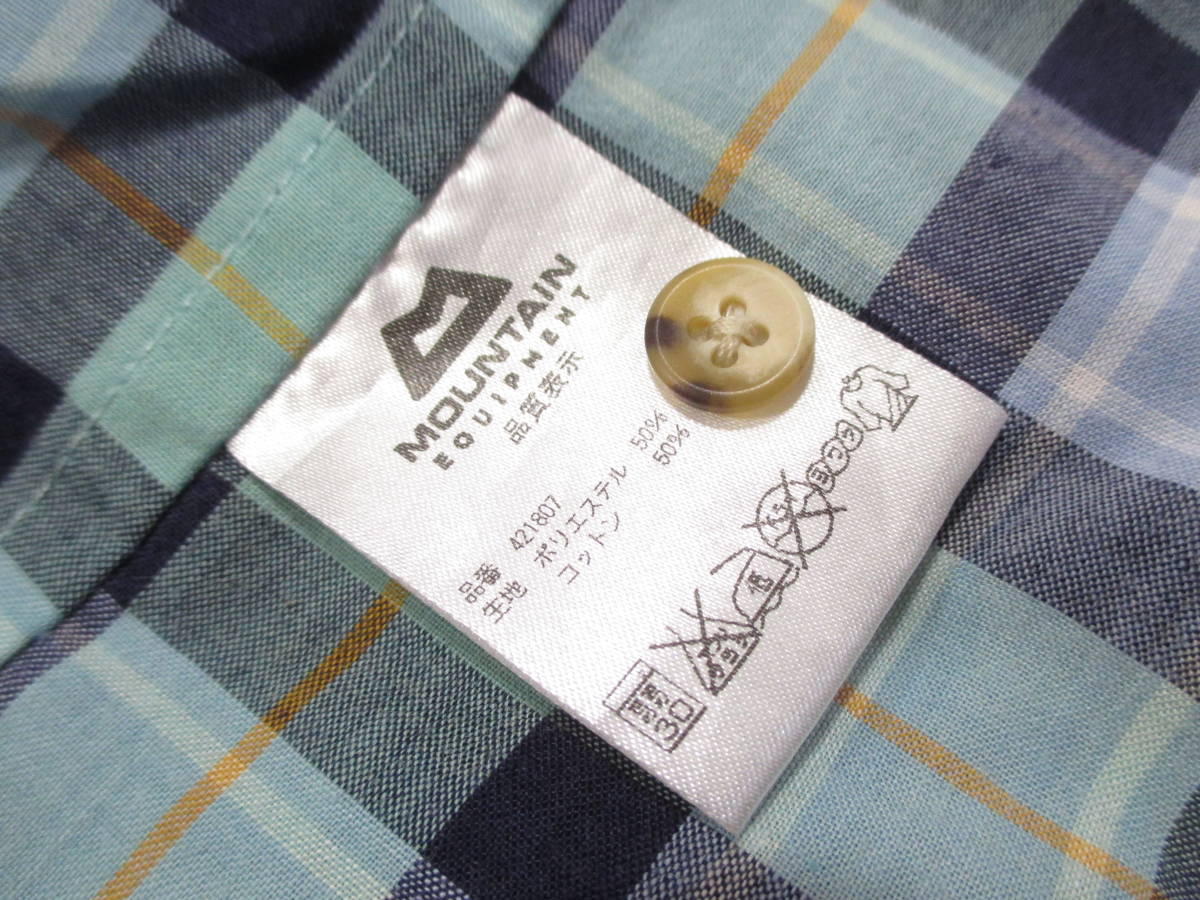 MOUNTAIN
EQUIPMENT
品質表示
品番 421807
生地 ポリエステル 50%
コットン 50%
30